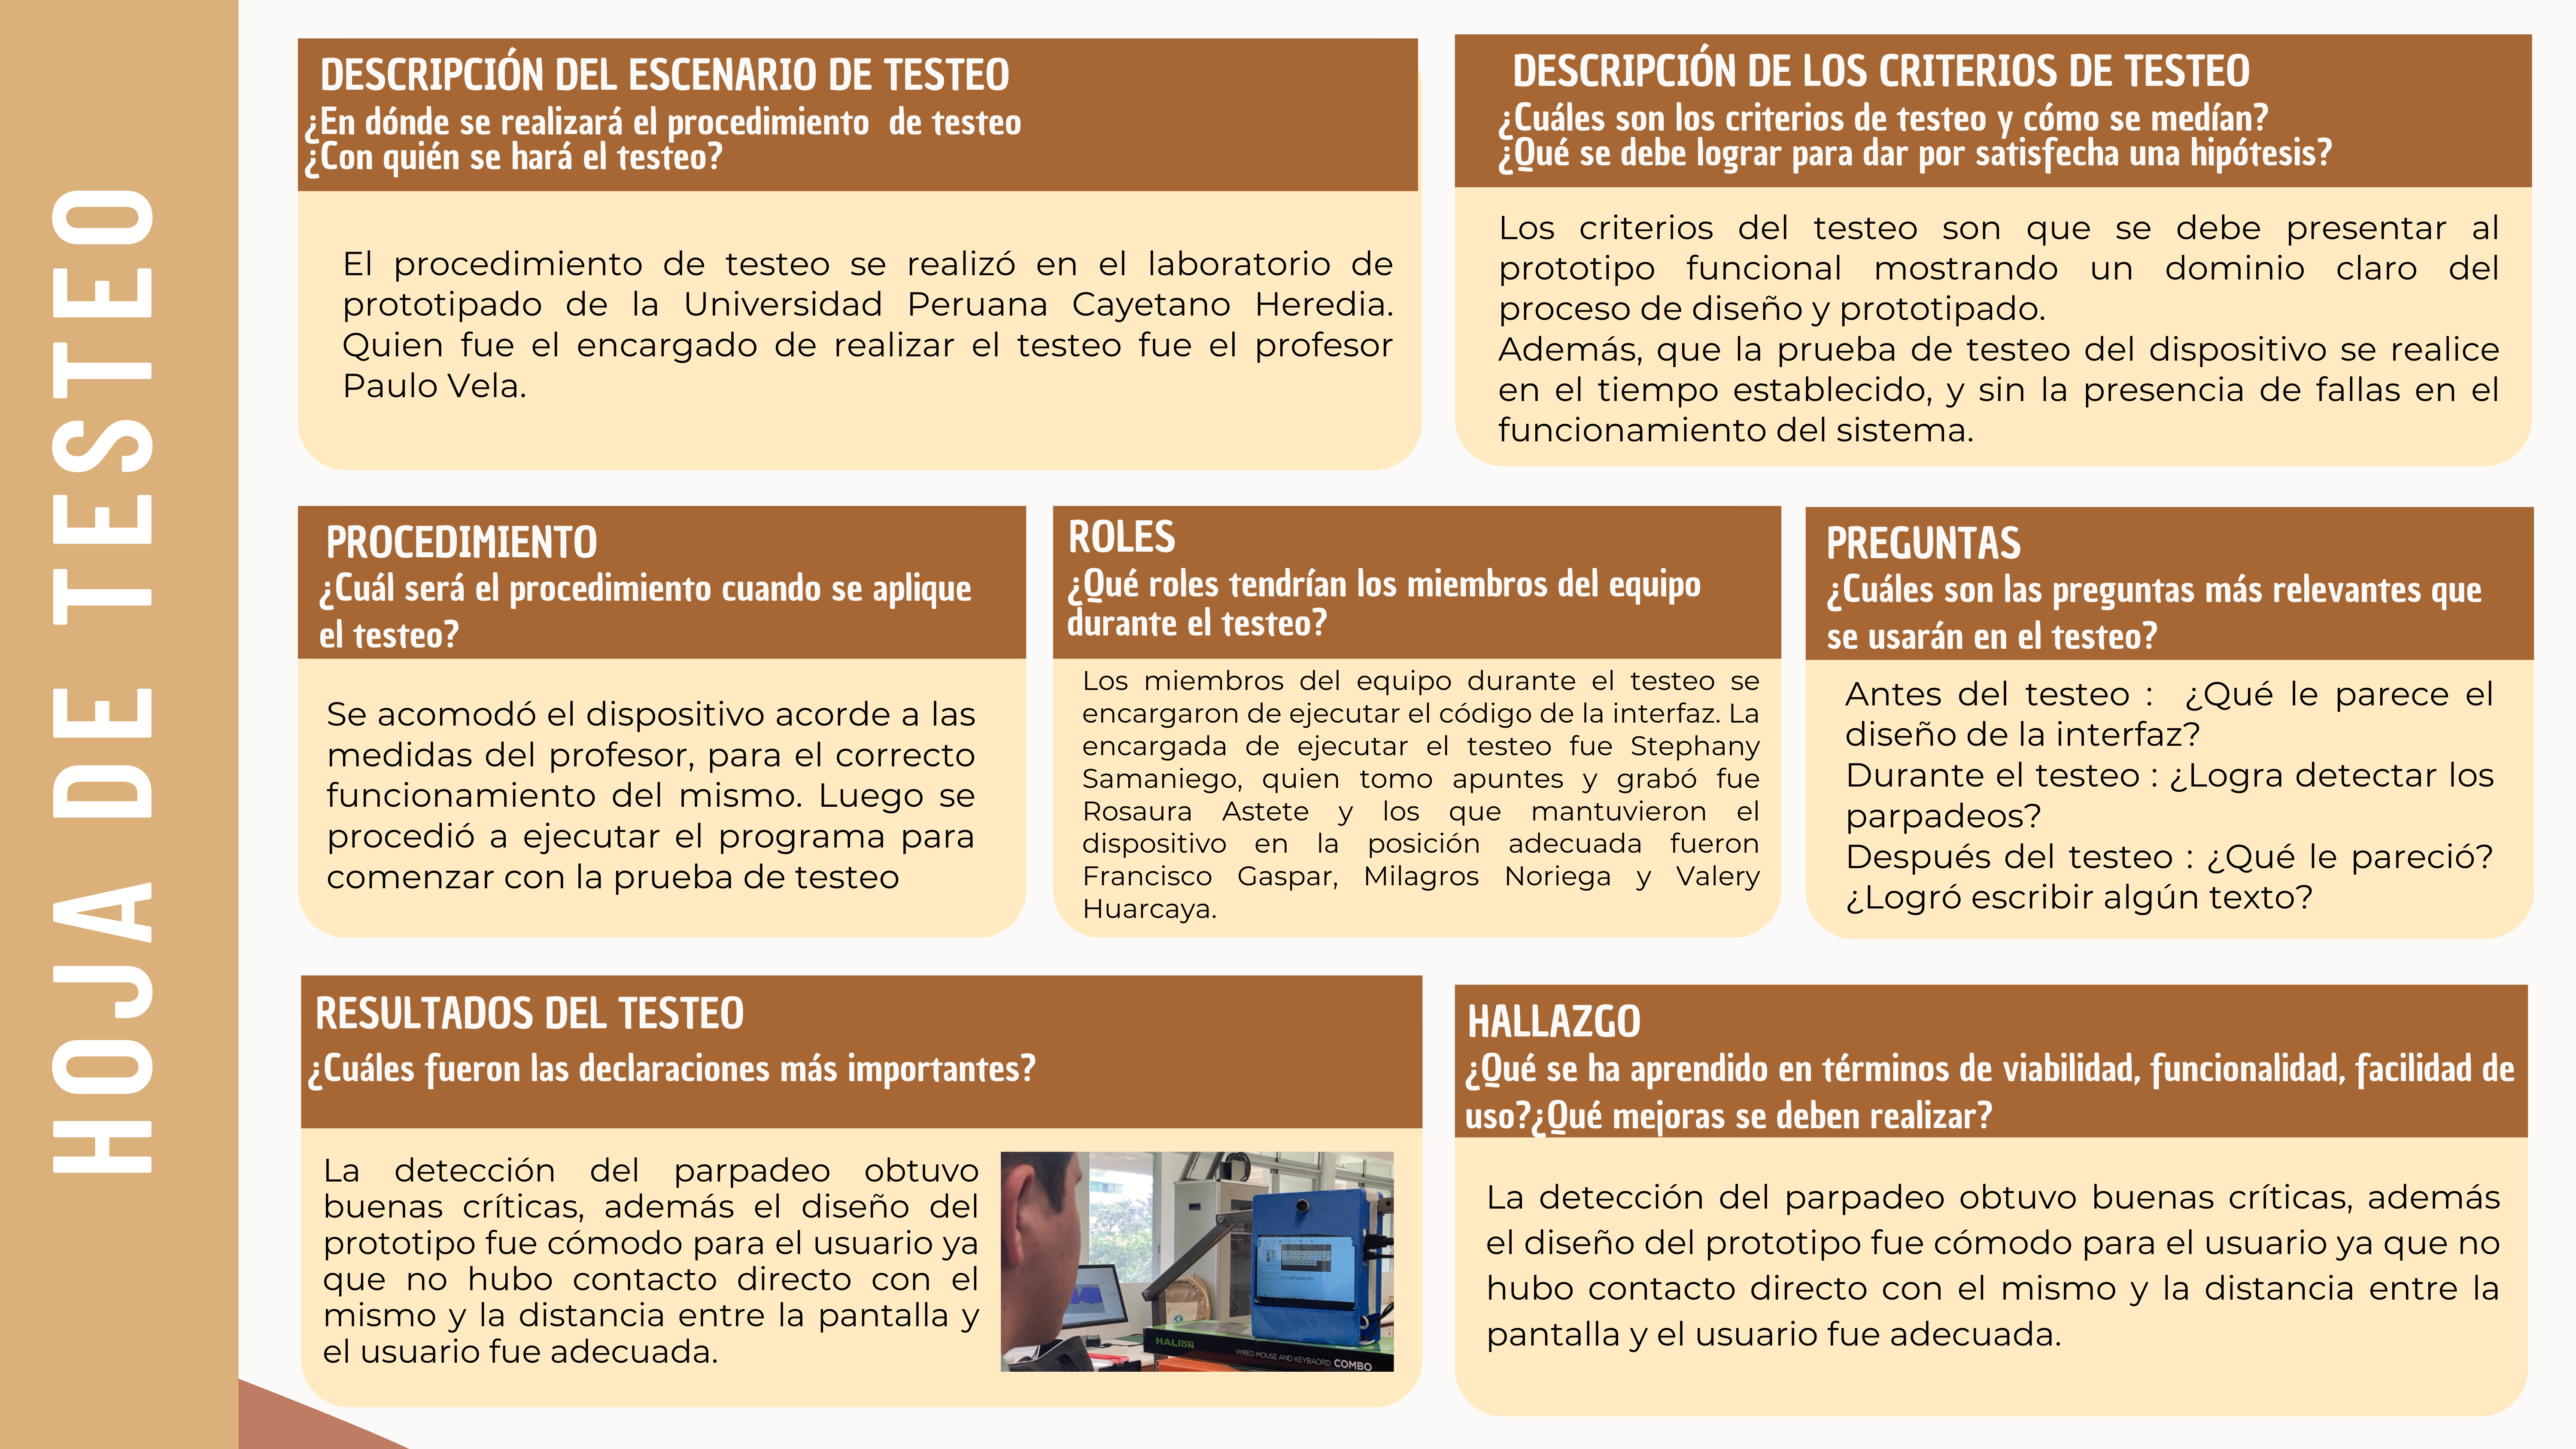 HOJA DE TESTEO
DESCRIPCIÓN DEL ESCENARIO DE TESTEO
¿En dónde se realizará el procedimiento de testeo
¿Con quién se hará el testeo?
El procedimiento de testeo se realizó en el laboratorio de
prototipado de la Universidad Peruana Cayetano Heredia.
Quien fue el encargado de realizar el testeo fue el profesor
Paulo Vela.
DESCRIPCIÓN DE LOS CRITERIOS DE TESTEO
¿Cuáles son los criterios de testeo y cómo se medían?
¿Qué se debe lograr para dar por satisfecha una hipótesis?
Los criterios del testeo son que se debe presentar al
prototipo funcional mostrando un dominio claro del
proceso de diseño y prototipado.
Además, que la prueba de testeo del dispositivo se realice
en el tiempo establecido, y sin la presencia de fallas en el
funcionamiento del sistema.
PROCEDIMIENTO
¿Cuál será el procedimiento cuando se aplique
el testeo?
Se acomodó el dispositivo acorde a las
medidas del profesor, para el correcto
funcionamiento del mismo. Luego se
procedió a ejecutar el programa para
comenzar con la prueba de testeo
ROLES
¿Qué roles tendrían los miembros del equipo
durante el testeo?
Los miembros del equipo durante el testeo se
encargaron de ejecutar el código de la interfaz. La
encargada de ejecutar el testeo fue Stephany
Samaniego, quien tomo apuntes y grabó fue
Rosaura Astete y los que mantuvieron el
dispositivo en la posición adecuada fueron
Francisco Gaspar, Milagros Noriega y Valery
Huarcaya.
PREGUNTAS
¿Cuáles son las preguntas más relevantes que
se usarán en el testeo?
Antes del testeo : ¿Qué le parece el
diseño de la interfaz?
Durante el testeo : ¿Logra detectar los
parpadeos?
Después del testeo : ¿Qué le pareció?
¿Logró escribir algún texto?
RESULTADOS DEL TESTEO
¿Cuáles fueron las declaraciones más importantes?
La detección del parpadeo obtuvo
buenas críticas, además el diseño del
prototipo fue cómodo para el usuario ya
que no hubo contacto directo con el
mismo y la distancia entre la pantalla y
el usuario fue adecuada.
HALION
WIRED MOUSE AND KEYBAORD COMBO
HALLAZGO
¿Qué se ha aprendido en términos de viabilidad, funcionalidad, facilidad de
uso?¿Qué mejoras se deben realizar?
La detección del parpadeo obtuvo buenas críticas, además
el diseño del prototipo fue cómodo para el usuario ya que no
hubo contacto directo con el mismo y la distancia entre la
pantalla y el usuario fue adecuada.